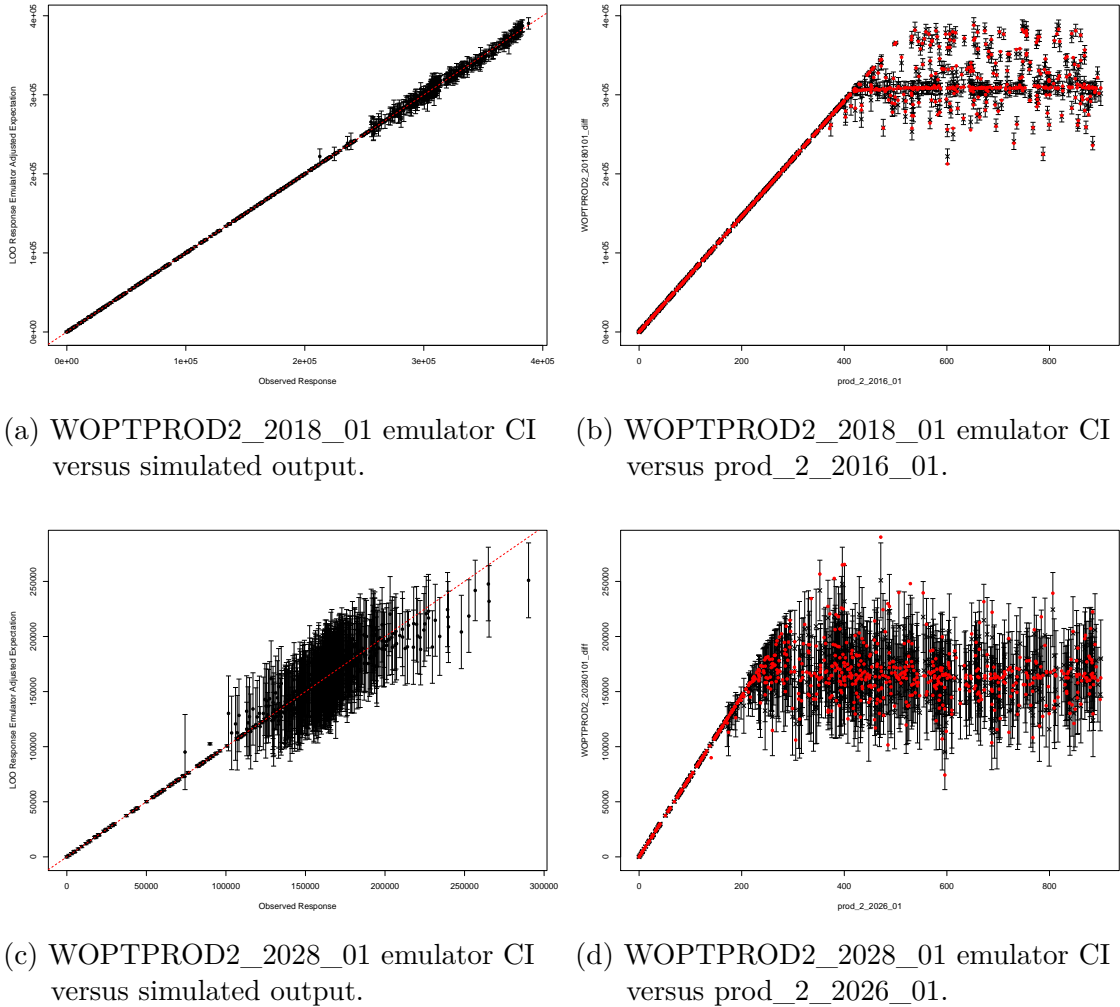 4e+05
3e+05
2e+05
1e+05
0e+00
LOO Response Emulator Adjusted Expectation
0e+00 1e+05 2e+05 3e+05 4e+05
Observed Response
4e+05
3e+05
2e+05
1e+05
0e+00
WOPTPROD2_20180101_diff
0 200 400 600 800
prod_2_2016_01
(a) WOPTPROD2_2018_01 emulator CI
versus simulated output.
(b) WOPTPROD2_2018_01 emulator CI
versus prod_2_2016_01.
250000
200000
150000
100000
50000
0
LOO Response Emulator Adjusted Expectation
0 50000 100000 150000 200000 250000 300000
Observed Response
250000
200000
150000
100000
50000
0
WOPTPROD2_20280101_diff
0 200 400 600 800
prod_2_2026_01
(c) WOPTPROD2_2028_01 emulator CI
versus simulated output.
(d) WOPTPROD2_2028_01 emulator CI
versus prod_2_2026_01.